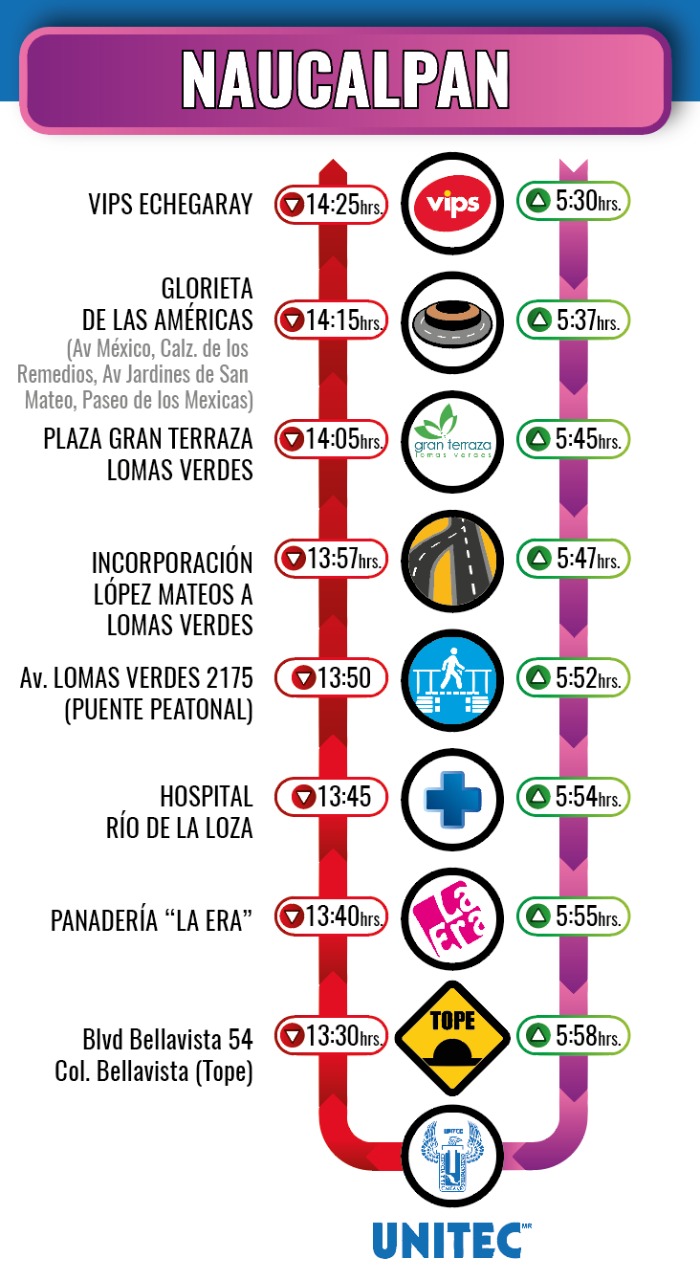 NAUCALPAN
VIPS ECHEGARAY
14:25hrs.
vips
5:30hrs.
GLORIETA
DE LAS AMÉRICAS
(Av México, Calz. de los
Remedios, Av Jardines de San
Mateo, Paseo de los Mexicas)
14:15hrs.
5:37hrs.
PLAZA GRAN TERRAZA
LOMAS VERDES
14:05hrs.
gran terraza
lomas verdes
5:45hrs.
INCORPORACIÓN
LÓPEZ MATEOS A
LOMAS VERDES
13:57hrs.
5:47hrs.
Av. LOMAS VERDES 2175
(PUENTE PEATONAL)
13:50
5:52hrs.
HOSPITAL
RÍO DE LA LOZA
13:45
5:54hrs.
PANADERÍA “LA ERA”
13:40hrs.
La
Era
5:55hrs.
Blvd Bellavista 54
Col. Bellavista (Tope)
13:30hrs.
TOPE
5:58hrs.
UNITEC
UNITEC MR